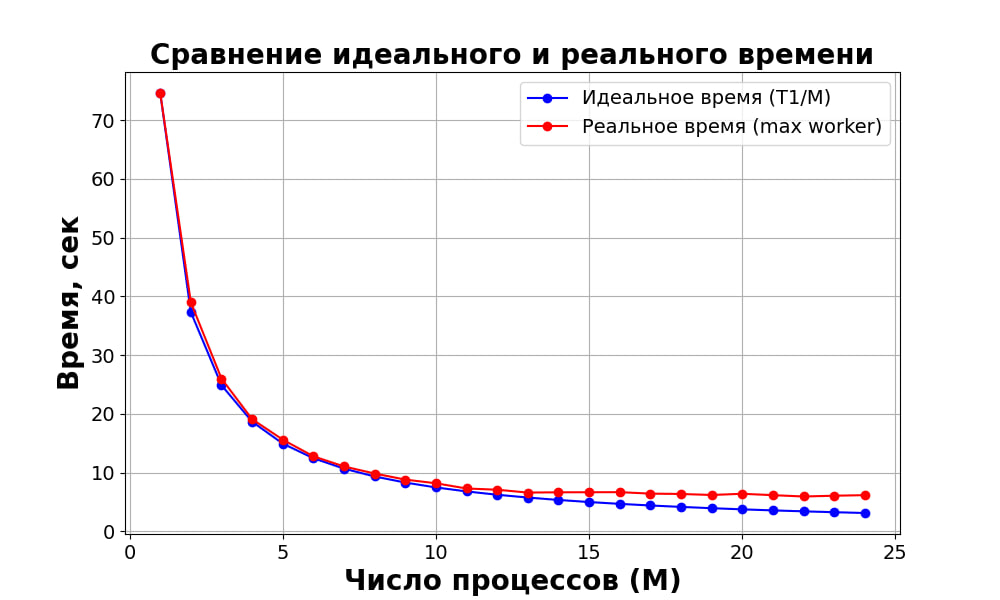 Сравнение идеального и реального времени
Идеальное время (T1/M)
Реальное время (max worker)
Время, сек
70
60
50
40
30
20
10
0
0 5 10 15 20 25
Число процессов (M)